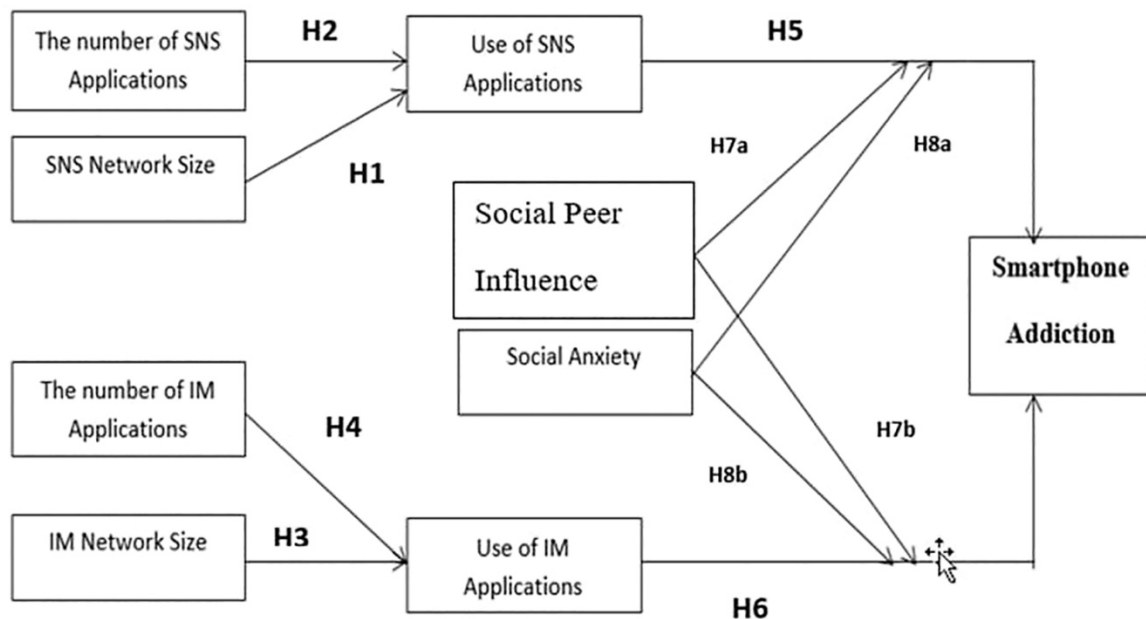 The number of SNS
Applications
H2
Use of SNS
Applications
H5
SNS Network Size
H1
H7a
H8a
Social Peer
Influence
Smartphone
Addiction
Social Anxiety
The number of IM
Applications
H4
H7b
H8b
IM Network Size
H3
Use of IM
Applications
H6